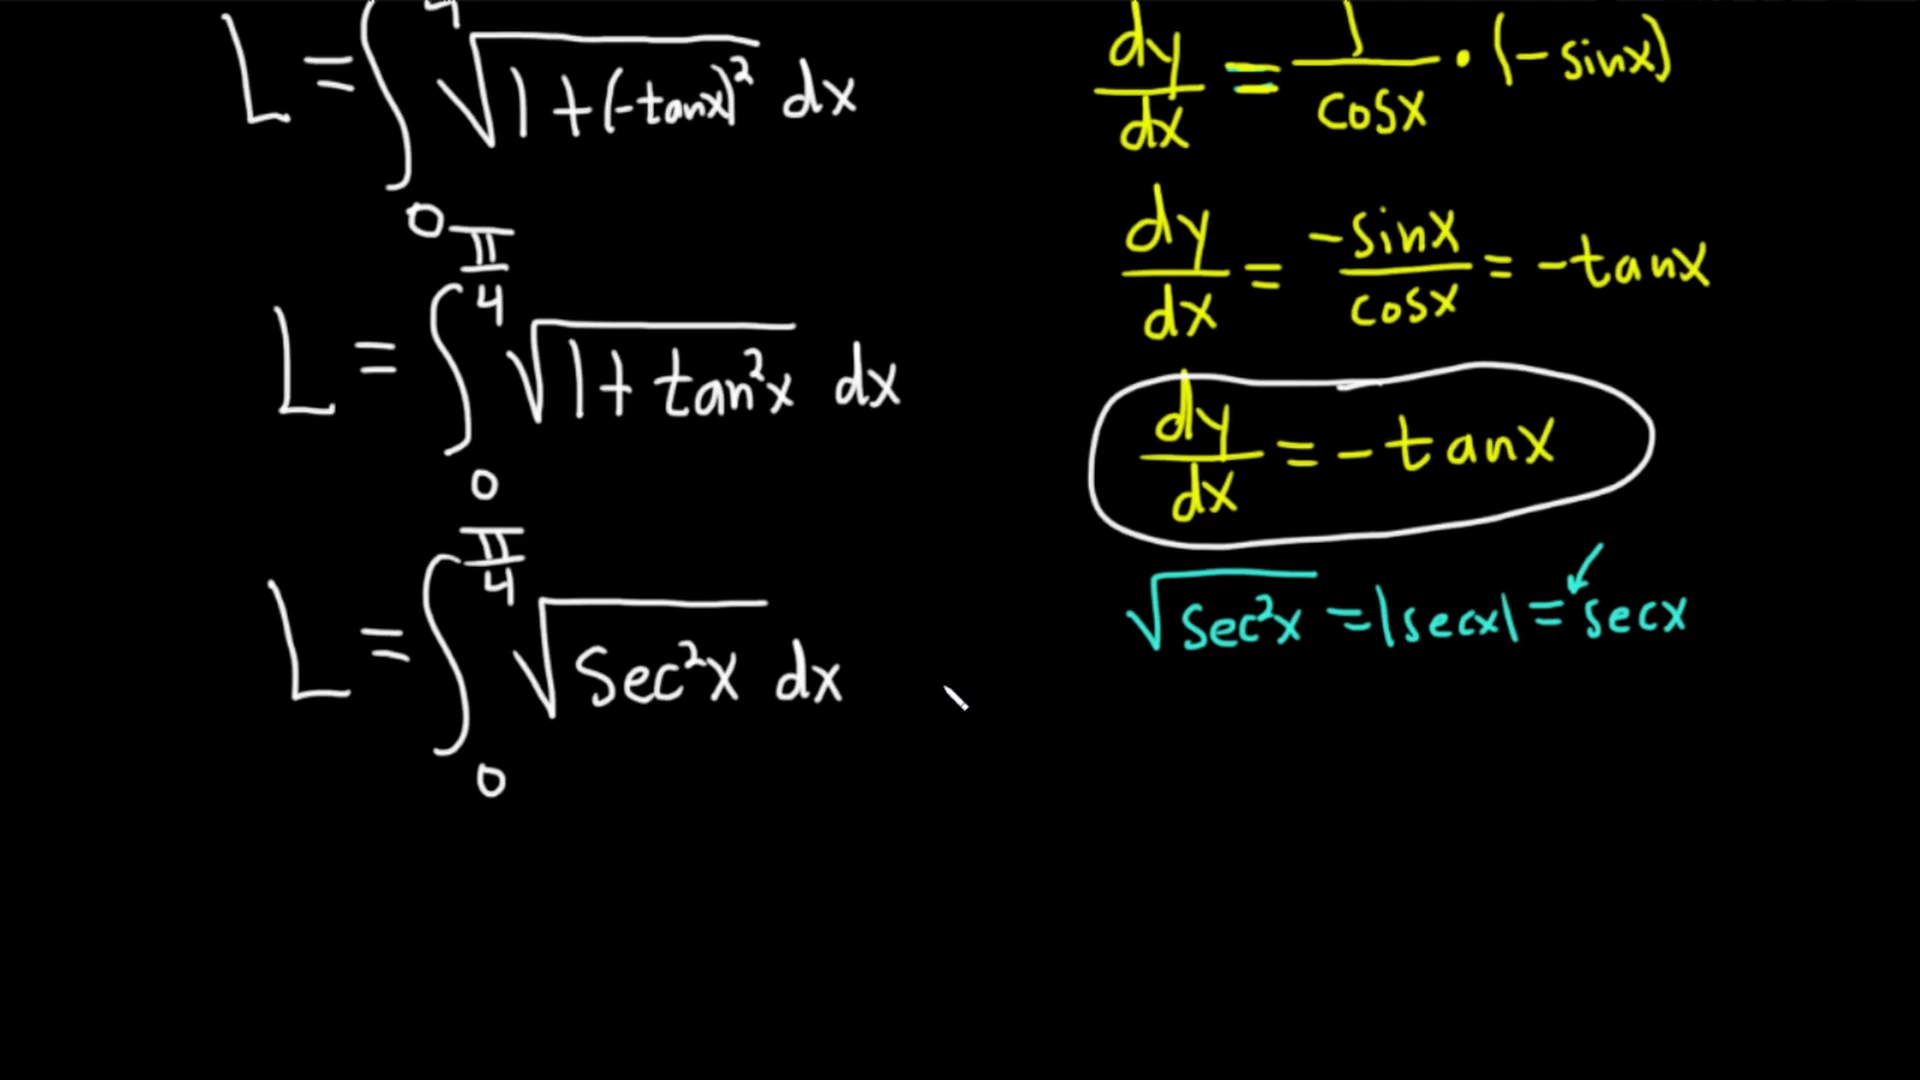 L = ∫₀^4 √(1 + (-tanx)²) dx
L = ∫₀^(π/4) √(1 + tan²x) dx
L = ∫₀^(π/4) √(sec²x) dx
dy/dx = 1/cosx · (-sinx)
dy/dx = -sinx/cosx = -tanx
dy/dx = -tanx
√(sec²x) = |secx| = secx